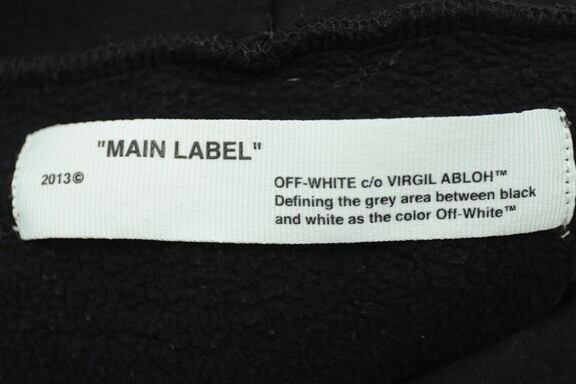 "MAIN LABEL"
2013©
OFF-WHITE c/o VIRGIL ABLOH™
Defining the grey area between black
and white as the color Off-White™